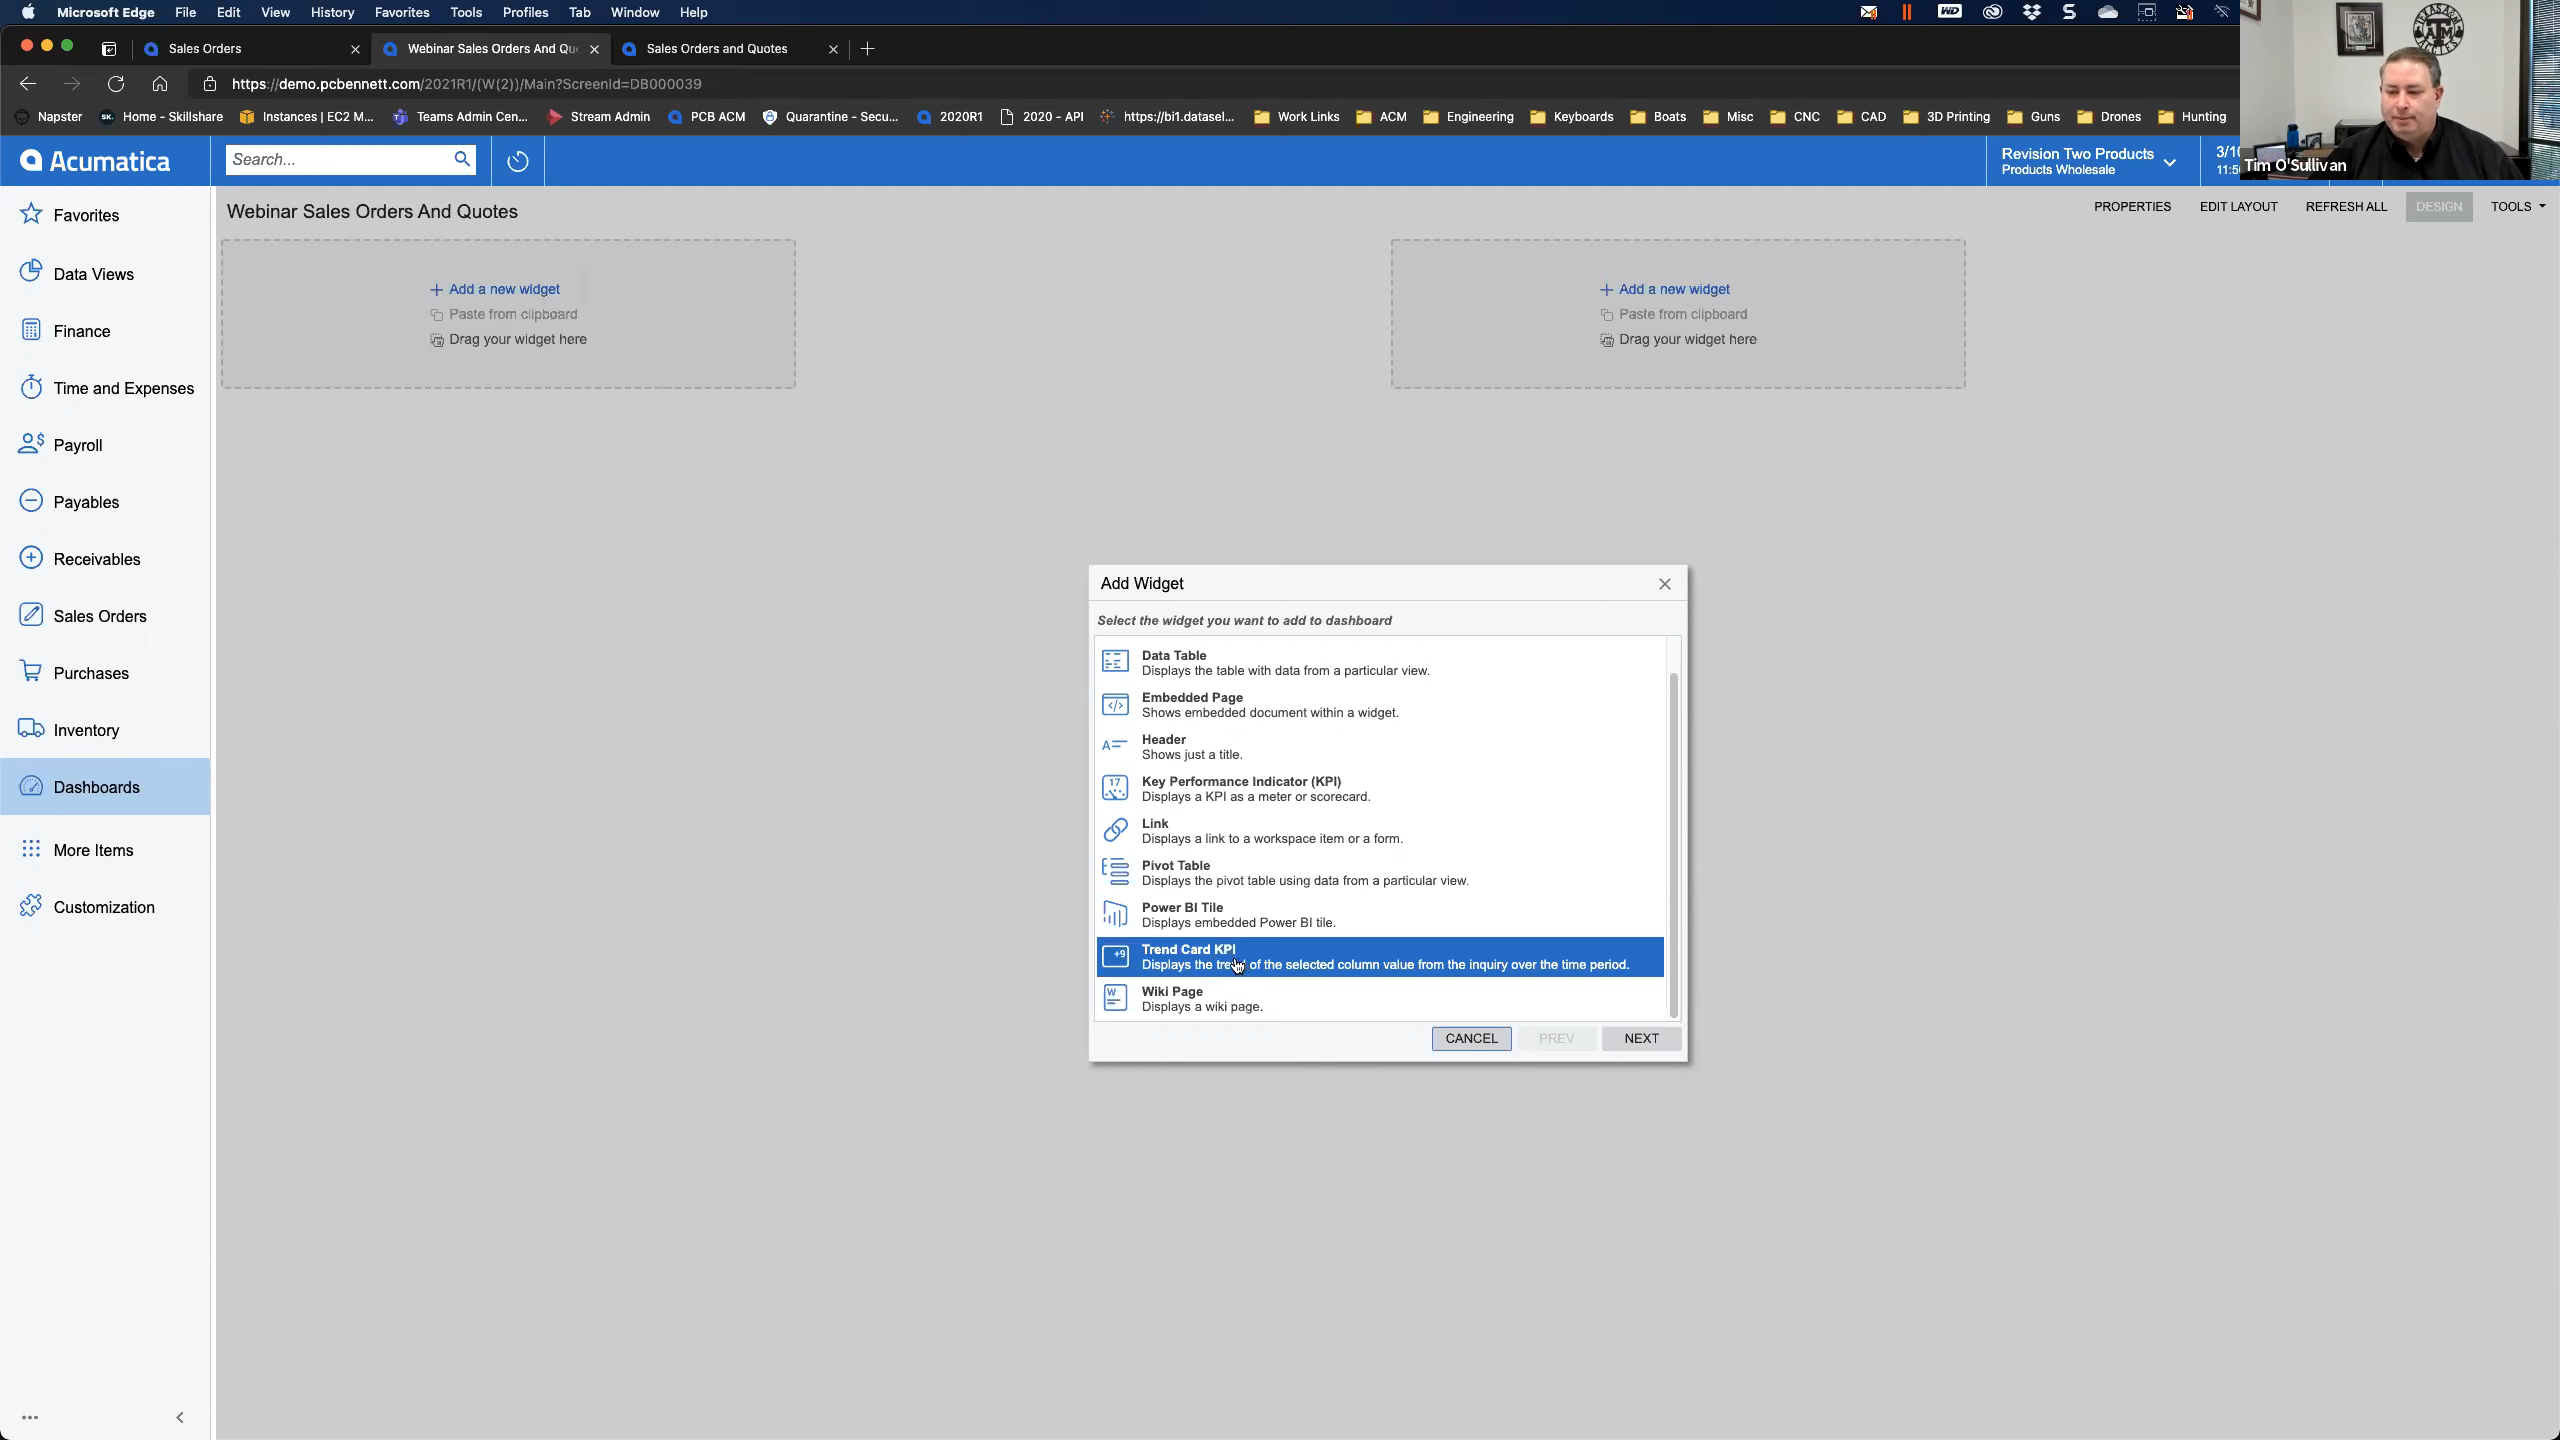 Microsoft Edge File Edit View History Favorites Tools Profiles Tab Window Help
WD
Sales Orders
Webinar Sales Orders And Qu
Sales Orders and Quotes
https://demo.pcbennett.com/2021R1/(W(2))/Main?ScreenId=DB000039
Napster
SK. Home - Skillshare
Instances | EC2 M...
Teams Admin Cen...
Stream Admin
PCB ACM
Quarantine - Secu...
2020R1
2020 - API
https://bi1.datasel...
Work Links
ACM
Engineering
Keyboards
Boats
Misc
CNC
CAD
3D Printing
Guns
Drones
Hunting
TEXAS A&M
ATM
AGGIES
Tim O'Sullivan
Acumatica
Search...
Revision Two Products
Products Wholesale
3/1
11:5
Favorites
Data Views
Finance
Time and Expenses
Payroll
Payables
Receivables
Sales Orders
Purchases
Inventory
Dashboards
More Items
Customization
Webinar Sales Orders And Quotes
PROPERTIES EDIT LAYOUT REFRESH ALL DESIGN TOOLS
Add a new widget
Paste from clipboard
Drag your widget here
Add a new widget
Paste from clipboard
Drag your widget here
Add Widget
Select the widget you want to add to dashboard
Data Table
Displays the table with data from a particular view.
Embedded Page
Shows embedded document within a widget.
Header
Shows just a title.
17 Key Performance Indicator (KPI)
Displays a KPI as a meter or scorecard.
Link
Displays a link to a workspace item or a form.
Pivot Table
Displays the pivot table using data from a particular view.
Power BI Tile
Displays embedded Power BI tile.
+9 Trend Card KPI
Displays the of the selected column value from the inquiry over the time period.
W Wiki Page
Displays a wiki page.
CANCEL PREV NEXT